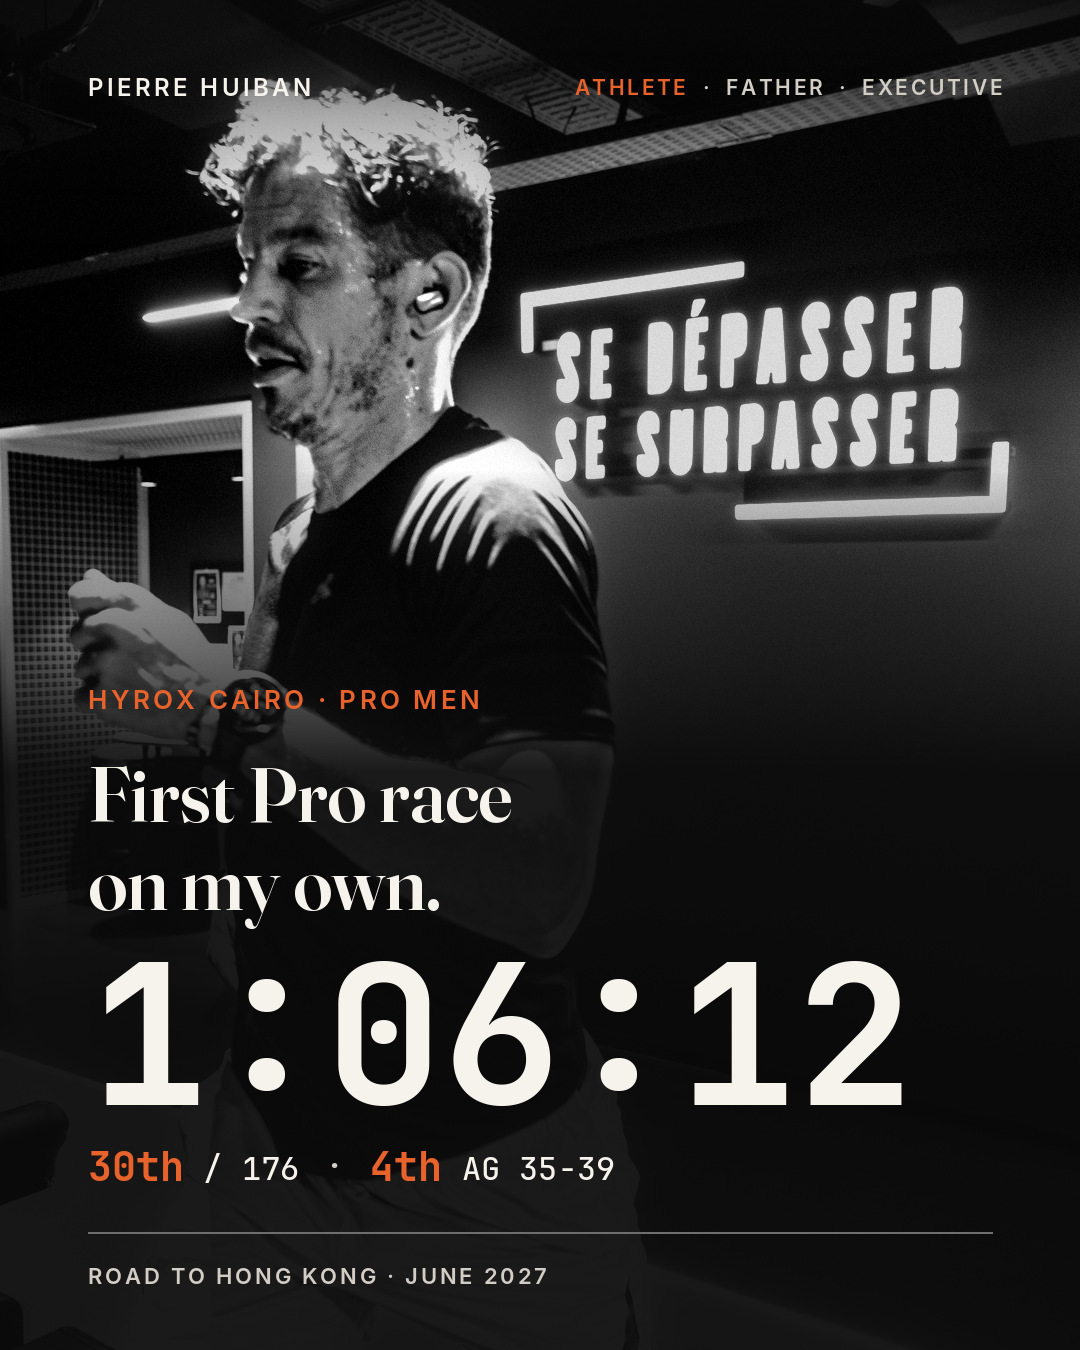 PIERRE HUIBAN
ATHLETE · FATHER · EXECUTIVE
SE DÉPASSER
SE SURPASSER
HYROX CAIRO · PRO MEN
First Pro race
on my own.
1:06:12
30th / 176 · 4th AG 35-39
ROAD TO HONG KONG · JUNE 2027